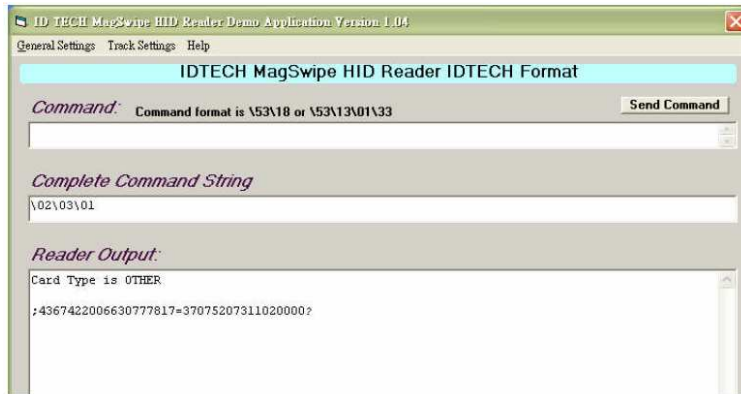 ID TECH MagSwipe HID Reader Demo Application Version 1.04
General Settings Track Settings Help
IDTECH MagSwipe HID Reader IDTECH Format
Command: Command format is \53\18 or \53\13\01\33
Send Command
Complete Command String
\02\03\01
Reader Output:
Card Type is OTHER
;4367422006630777817=37075207311020000?